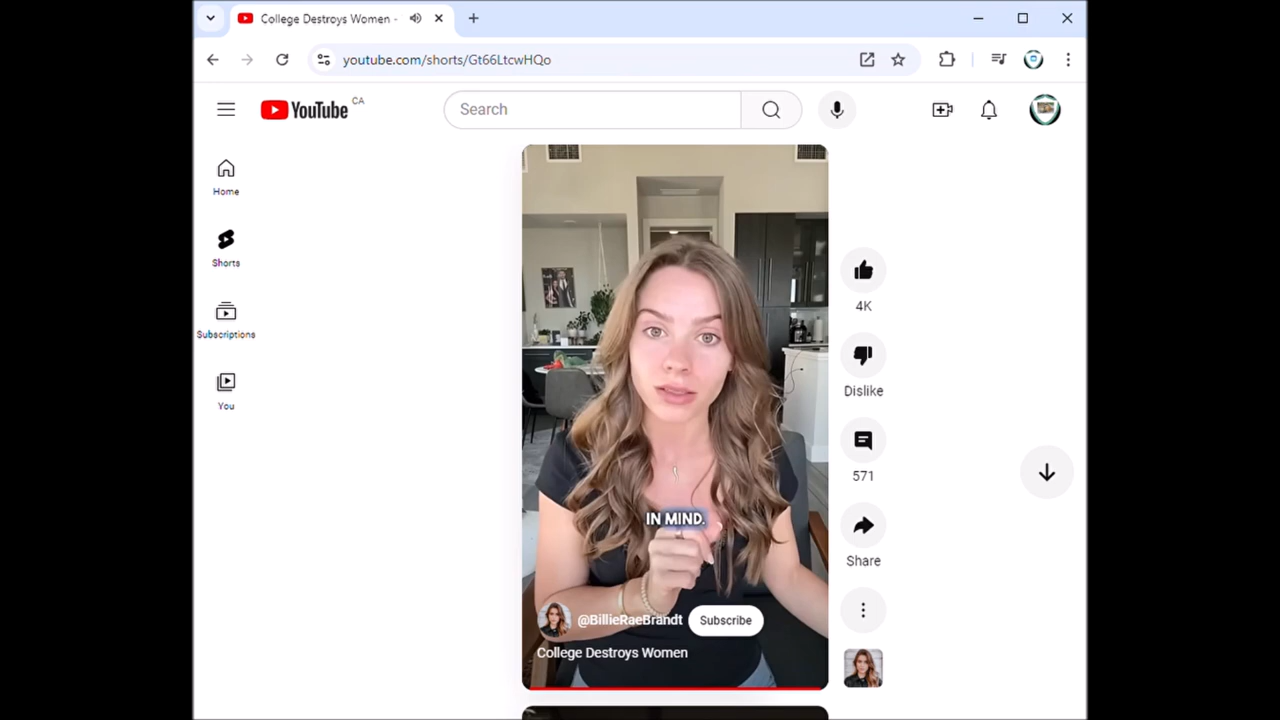 College Destroys Women -
youtube.com/shorts/Gt66LtcwHQo
YouTube CA
Search
Home
Shorts
Subscriptions
You
4K
Dislike
571
Share
IN MIND.
@BillieRaeBrandt Subscribe
College Destroys Women